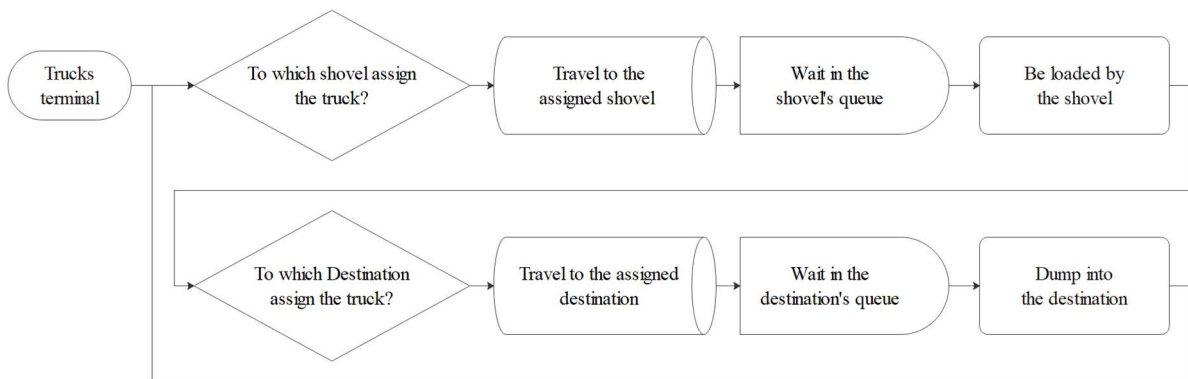 Trucks
terminal
To which shovel assign
the truck?
Travel to the
assigned shovel
Wait in the
shovel's queue
Be loaded by
the shovel
To which Destination
assign the truck?
Travel to the assigned
destination
Wait in the
destination's queue
Dump into
the destination